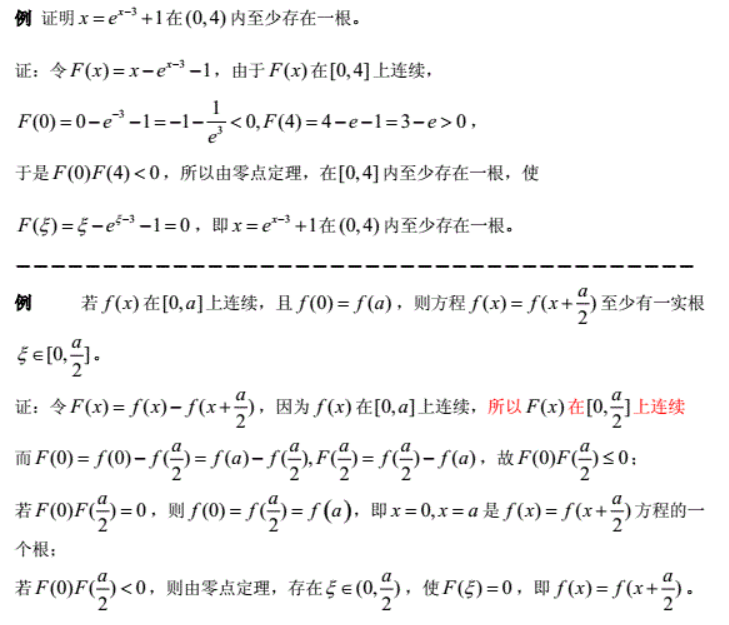 例 证明 x = e^{x-3} + 1 在 (0, 4) 内至少存在一根。
证：令 F(x) = x - e^{x-3} - 1，由于 F(x) 在 [0, 4] 上连续，
F(0) = 0 - e^{-3} - 1 = -1 - \frac{1}{e^3} < 0, F(4) = 4 - e - 1 = 3 - e > 0，
于是 F(0)F(4) < 0，所以由零点定理，在 [0, 4] 内至少存在一根，使
F(ξ) = ξ - e^{ξ-3} - 1 = 0，即 x = e^{x-3} + 1 在 (0, 4) 内至少存在一根。
例 若 f(x) 在 [0, a] 上连续，且 f(0) = f(a)，则方程 f(x) = f(x + \frac{a}{2}) 至少有一实根
ξ ∈ [0, \frac{a}{2}]。
证：令 F(x) = f(x) - f(x + \frac{a}{2})，因为 f(x) 在 [0, a] 上连续，所以 F(x) 在 [0, \frac{a}{2}] 上连续
而 F(0) = f(0) - f(\frac{a}{2}) = f(a) - f(\frac{a}{2}), F(\frac{a}{2}) = f(\frac{a}{2}) - f(a)，故 F(0)F(\frac{a}{2}) ≤ 0；
若 F(0)F(\frac{a}{2}) = 0，则 f(0) = f(\frac{a}{2}) = f(a)，即 x = 0, x = a 是 f(x) = f(x + \frac{a}{2}) 方程的一
个根；
若 F(0)F(\frac{a}{2}) < 0，则由零点定理，存在 ξ ∈ (0, \frac{a}{2})，使 F(ξ) = 0，即 f(x) = f(x + \frac{a}{2})。